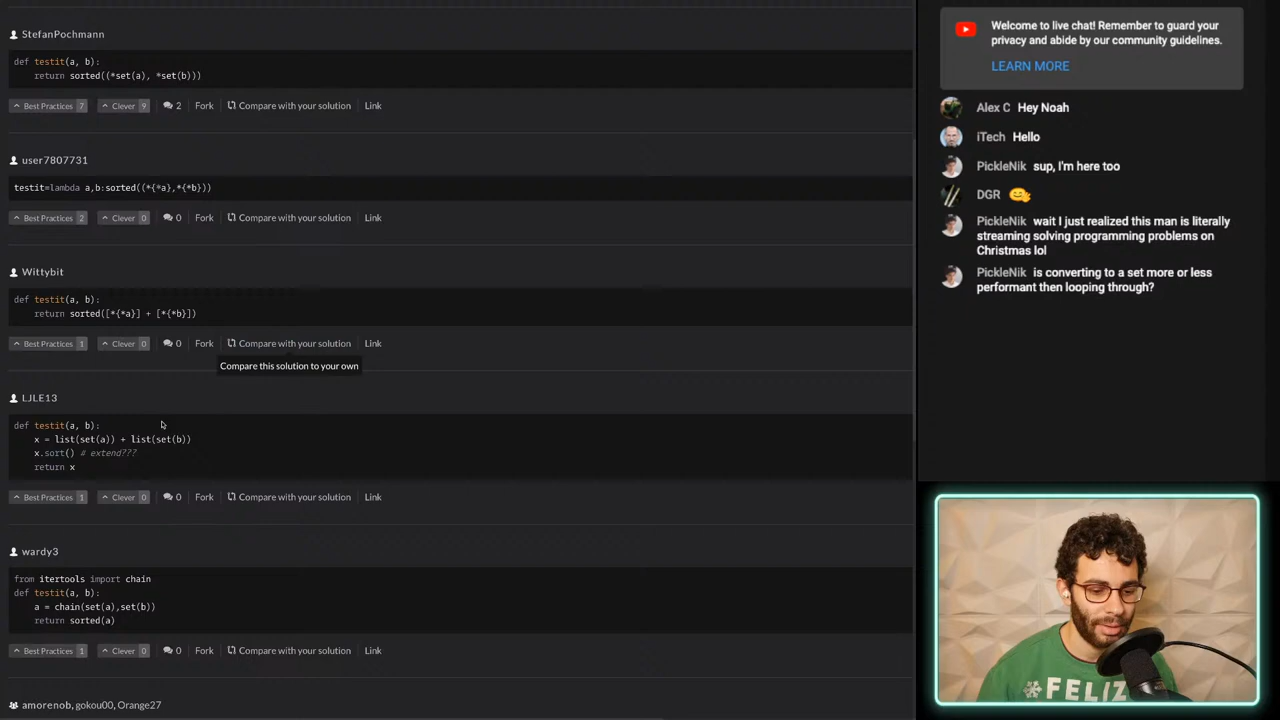 StefanPochmann
def testit(a, b):
return sorted((*set(a), *set(b)))
Best Practices 7 Clever 9 2 Fork Compare with your solution Link
user7807731
testit=lambda a,b:sorted((*{*a},*{*b}))
Best Practices 2 Clever 0 0 Fork Compare with your solution Link
Wittybit
def testit(a, b):
return sorted([*{*a}] + [*{*b}])
Best Practices 1 Clever 0 0 Fork Compare with your solution Link
Compare this solution to your own
LJLE13
def testit(a, b):
x = list(set(a)) + list(set(b))
x.sort() # extend???
return x
Best Practices 1 Clever 0 0 Fork Compare with your solution Link
wardy3
from itertools import chain
def testit(a, b):
a = chain(set(a),set(b))
return sorted(a)
Best Practices 1 Clever 0 0 Fork Compare with your solution Link
amorenob, gokou00, Orange27
Welcome to live chat! Remember to guard your
privacy and abide by our community guidelines.
LEARN MORE
Alex C Hey Noah
iTech Hello
PickleNik sup, I'm here too
DGR
PickleNik wait I just realized this man is literally
streaming solving programming problems on
Christmas lol
PickleNik is converting to a set more or less
performant then looping through?
FELIZ